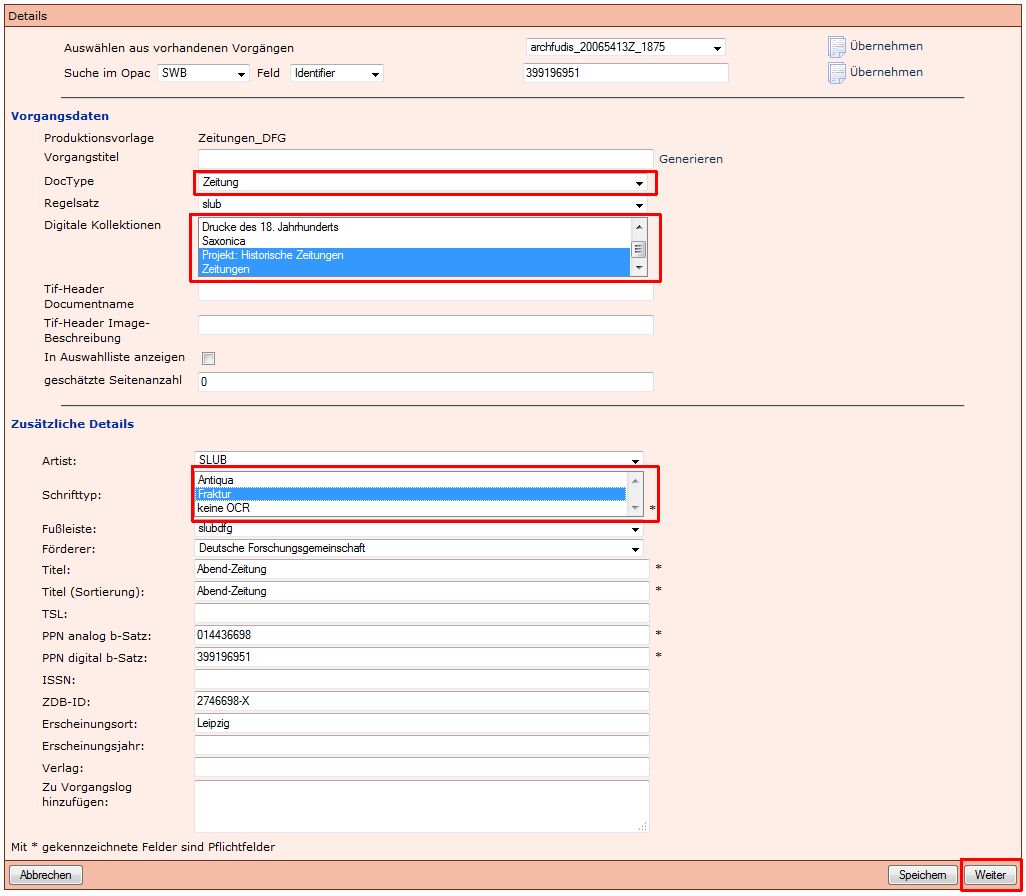 Details
Auswählen aus vorhandenen Vorgängen archfudis_20065413Z_1875 Übernehmen
Suche im Opac SWB Feld Identifier 399196951 Übernehmen
Vorgangsdaten
Produktionsvorlage Zeitungen_DFG
Vorgangstitel Generieren
DocType Zeitung
Regelsatz slub
Digitale Kollektionen Drucke des 18. Jahrhunderts
Saxonica
Projekt: Historische Zeitungen
Zeitungen
Tif-Header
Documentname
Tif-Header Image-
Beschreibung
In Auswahlliste anzeigen
geschätzte Seitenanzahl 0
Zusätzliche Details
Artist: SLUB
Schrifttyp: Antiqua
Fraktur
keine OCR *
Fußleiste: slubdfg
Förderer: Deutsche Forschungsgemeinschaft
Titel: Abend-Zeitung *
Titel (Sortierung): Abend-Zeitung *
TSL:
PPN analog b-Satz: 014436698 *
PPN digital b-Satz: 399196951 *
ISSN:
ZDB-ID: 2746698-X
Erscheinungsort: Leipzig
Erscheinungsjahr:
Verlag:
Zu Vorgangslog
hinzufügen:
Mit * gekennzeichnete Felder sind Pflichtfelder
Abbrechen Speichern Weiter